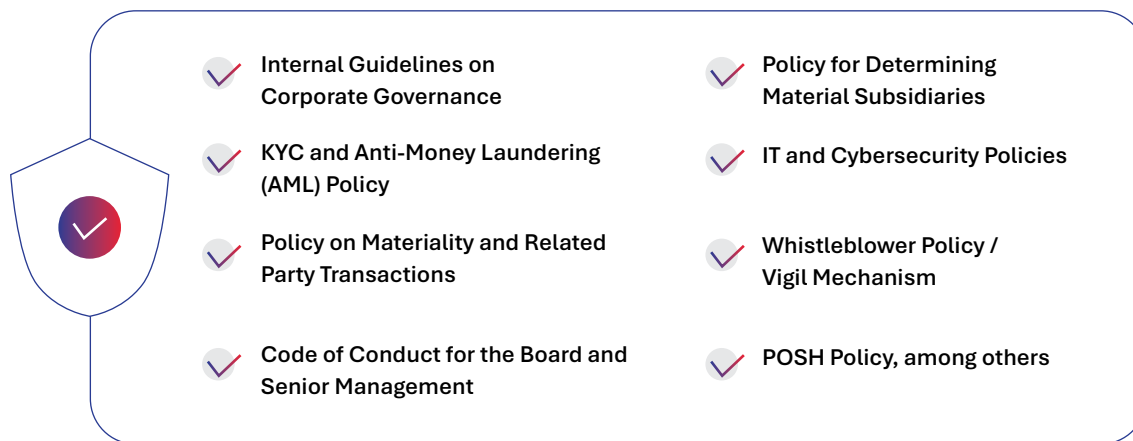 Internal Guidelines on
Corporate Governance
KYC and Anti-Money Laundering
(AML) Policy
Policy on Materiality and Related
Party Transactions
Code of Conduct for the Board and
Senior Management
Policy for Determining
Material Subsidiaries
IT and Cybersecurity Policies
Whistleblower Policy /
Vigil Mechanism
POSH Policy, among others